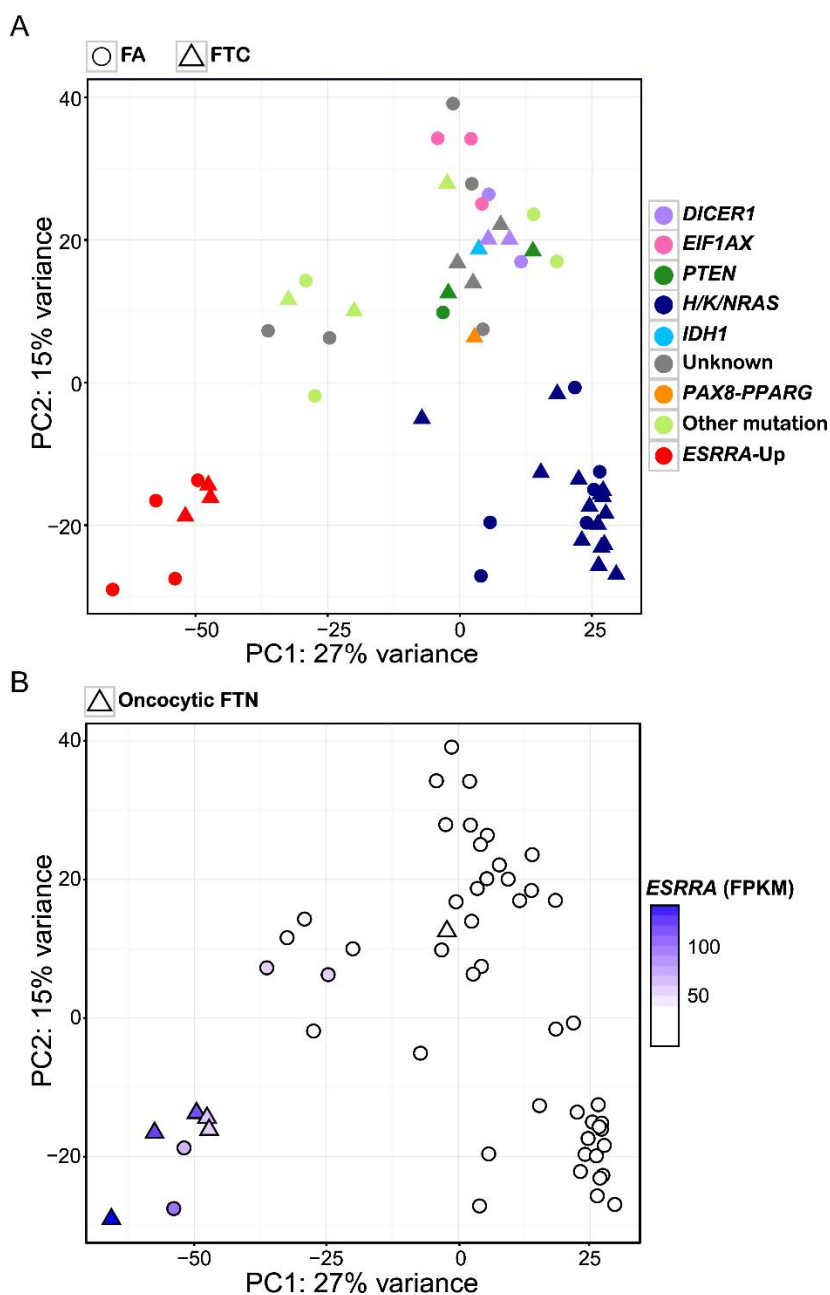 A
FA FTC
40
20
0
−20
PC2: 15% variance
−50 −25 0 25
PC1: 27% variance
DICER1
EIF1AX
PTEN
H/K/NRAS
IDH1
Unknown
PAX8-PPARG
Other mutation
ESRRA-Up
B
Oncocytic FTN
40
20
0
−20
PC2: 15% variance
−50 −25 0 25
PC1: 27% variance
ESRRA (FPKM)
100
50